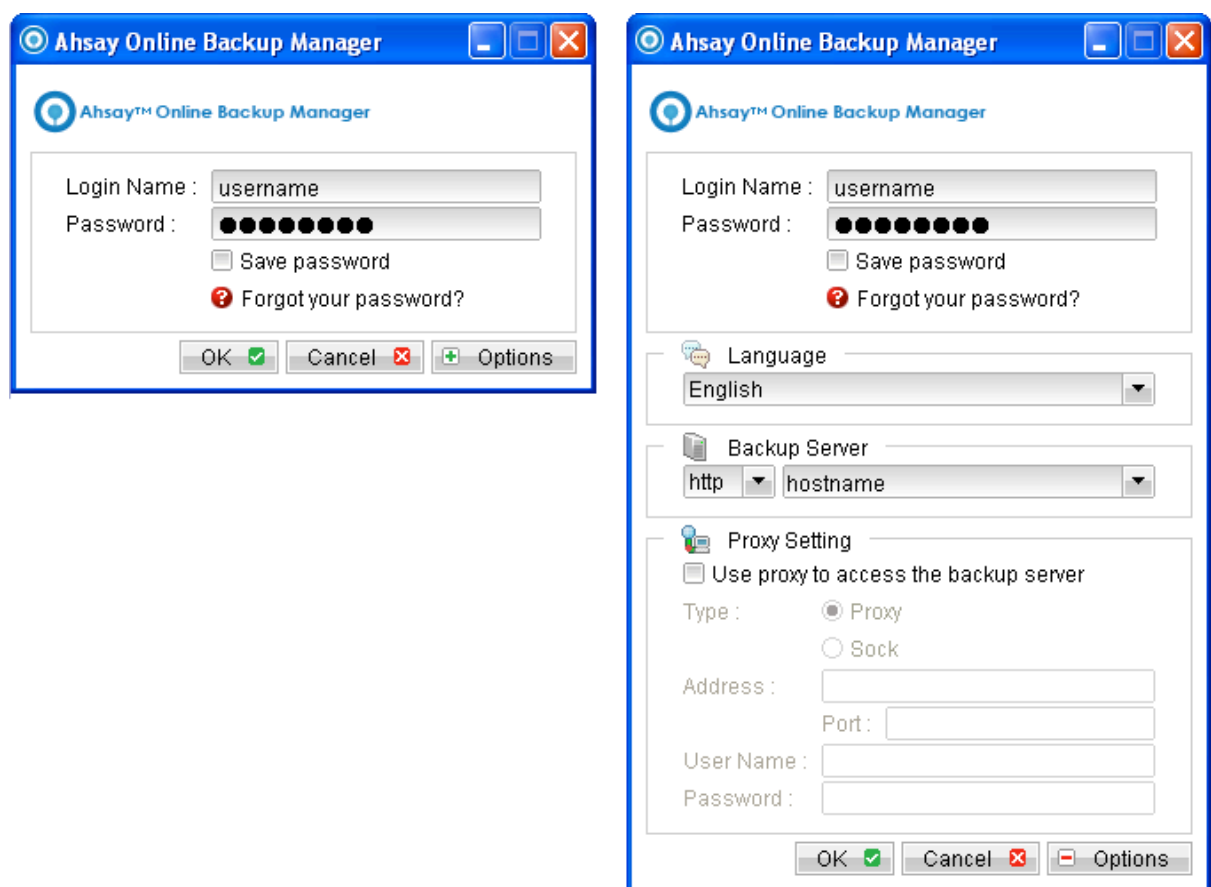 Ahsay Online Backup Manager
Ahsay™ Online Backup Manager
Login Name : username
Password : ●●●●●●●●
Save password
Forgot your password?
OK Cancel Options
Ahsay Online Backup Manager
Ahsay™ Online Backup Manager
Login Name : username
Password : ●●●●●●●●
Save password
Forgot your password?
Language
English
Backup Server
http hostname
Proxy Setting
Use proxy to access the backup server
Type : Proxy
Sock
Address :
Port :
User Name :
Password :
OK Cancel Options